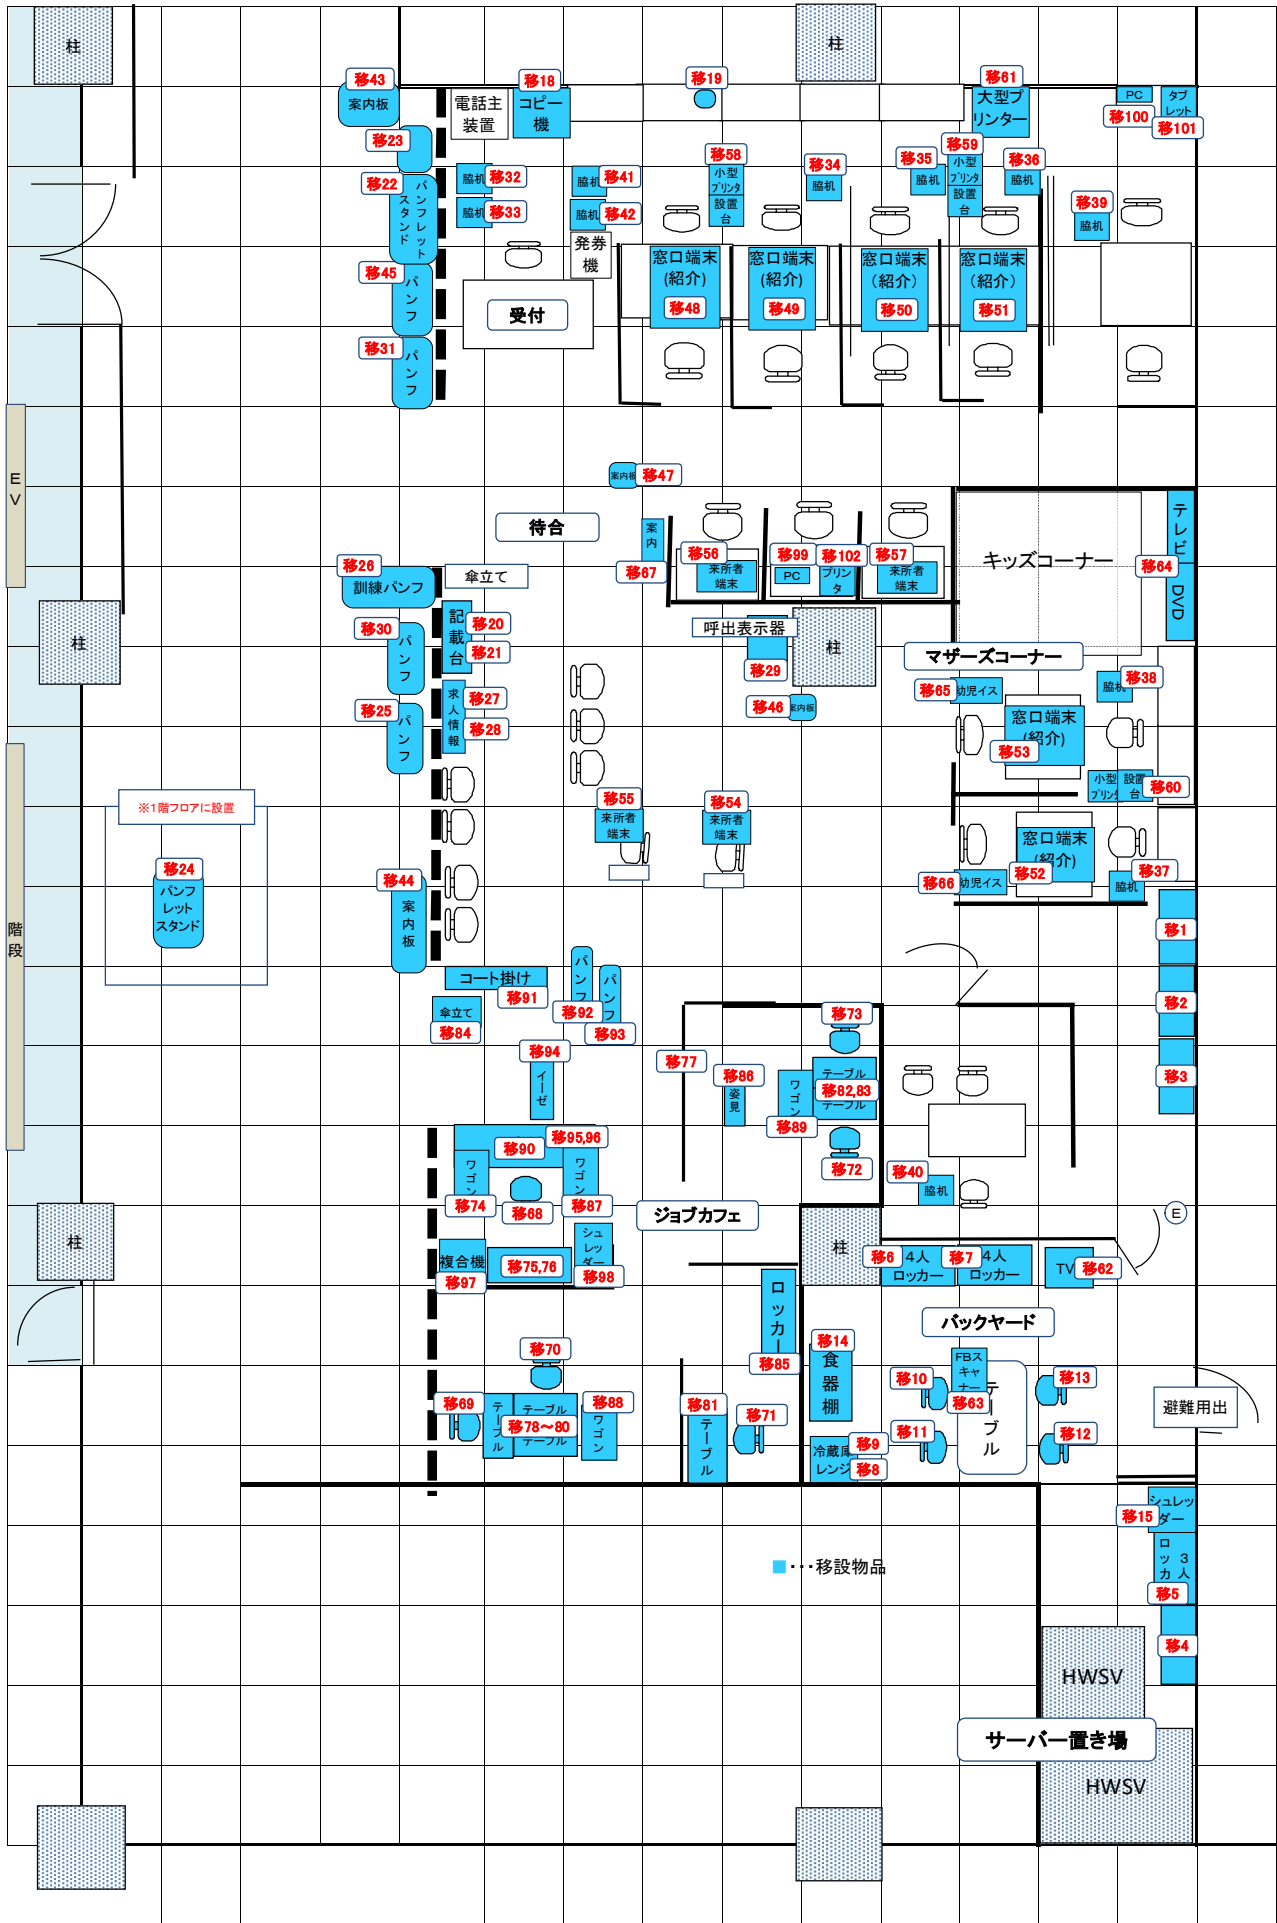 柱
柱
移43
案内板
電話主
装置
移18
コピー
機
移19
移61
大型プ
リンター
PC
移100
タブ
レット
移101
移23
移22
パンフレット
スタンド
脇机
移32
脇机
移33
脇机
移41
脇机
移42
発券
機
移58
小型
プリンタ
設置
台
移34
脇机
移35
脇机
移59
小型
プリンタ
設置
台
移36
脇机
移39
脇机
移45
パンフ
移31
パンフ
受付
窓口端末
(紹介)
移48
窓口端末
(紹介)
移49
窓口端末
(紹介)
移50
窓口端末
(紹介)
移51
EV
案内板
移47
待合
案内
移67
移56
来所者
端末
移99
PC
移102
プリン
タ
移57
来所者
端末
キッズコーナー
テレビ
DVD
移64
移26
訓練パンフ
傘立て
柱
移30
パンフ
記載台
移20
移21
呼出表示器
移29
柱
マザーズコーナー
移25
パンフ
求人情報
移27
移28
移46
案内板
移65
幼児イス
脇机
移38
窓口端末
(紹介)
移53
小型
プリンタ
設置
台
移60
階段
※1階フロアに設置
移24
パンフ
レット
スタンド
移55
来所者
端末
移54
来所者
端末
窓口端末
(紹介)
移52
移66
幼児イス
移37
脇机
移44
案内板
移1
移2
移3
コート掛け
移91
傘立て
移84
パンフ
移92
パンフ
移93
移94
イーゼ
移73
移77
移86
姿見
ワゴン
移89
テーブル
移82,83
テーブル
移72
移95,96
移90
ワゴン
移74
移68
ワゴン
移87
ジョブカフェ
移40
脇机
柱
複合機
移97
移75,76
シュ
レッ
ダー
移98
柱
移6
4人
ロッカー
移7
4人
ロッカー
TV
移62
E
ロッカー
移85
バックヤード
移14
食器棚
FBス
キャ
ナー
移63
テーブル
移10
移11
移13
移12
避難用出
移70
移69
テーブル
テーブル
移78～80
テーブル
移88
ワゴン
移81
テーブル
移71
冷蔵庫
レンジ
移9
移8
シュレッ
ダー
移15
ロッカ
3人
移5
移4
■･･･移設物品
HWSV
サーバー置き場
HWSV